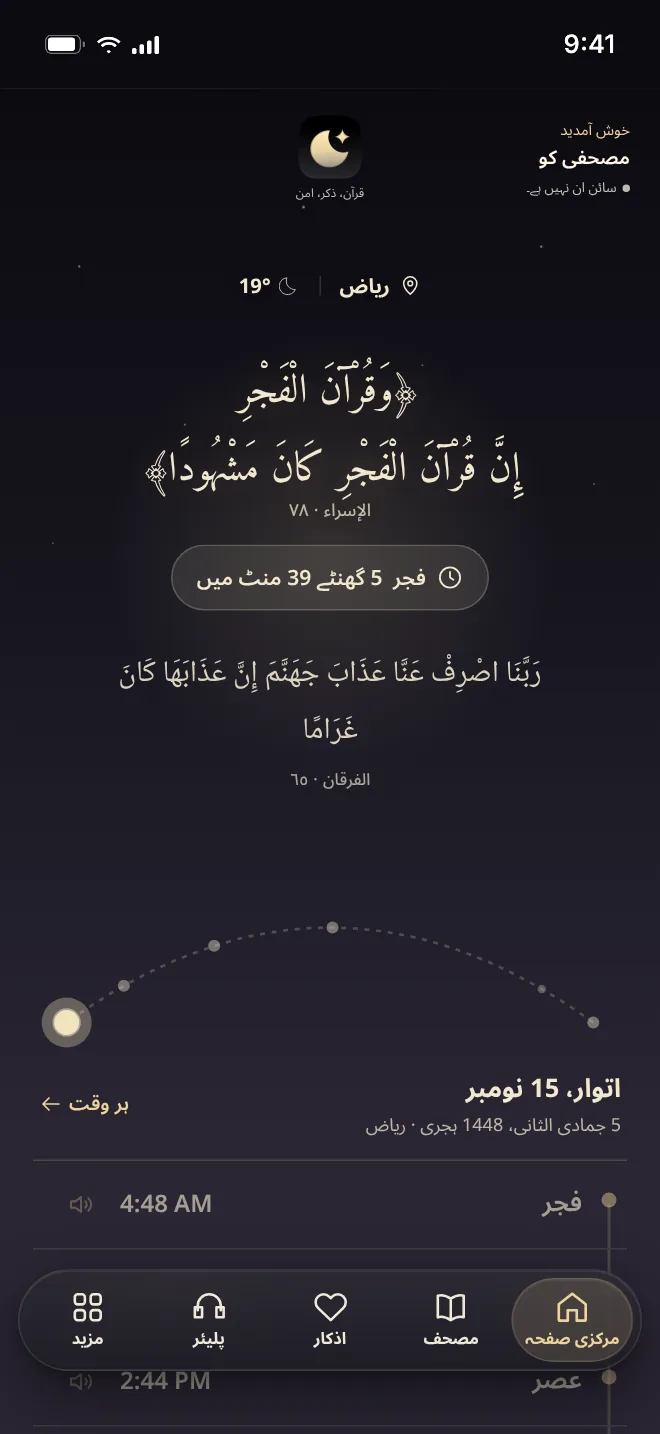 9:41
خوش آمدید
مصحفی کو
سائن ان نہیں ہے۔
قرآن، ذکر، امن
ریاض
19°
﴿وَقُرْآنَ الْفَجْرِ
إِنَّ قُرْآنَ الْفَجْرِ كَانَ مَشْهُودًا﴾
الإسراء · ٧٨
فجر 5 گھنٹے 39 منٹ میں
رَبَّنَا اصْرِفْ عَنَّا عَذَابَ جَهَنَّمَ إِنَّ عَذَابَهَا كَانَ
غَرَامًا
الفرقان · ٦٥
اتوار، 15 نومبر
ہر وقت ←
5 جمادی الثانی، 1448 ہجری · ریاض
فجر
4:48 AM
مرکزی صفحہ
مصحف
اذکار
پلیئر
مزید
عصر
2:44 PM